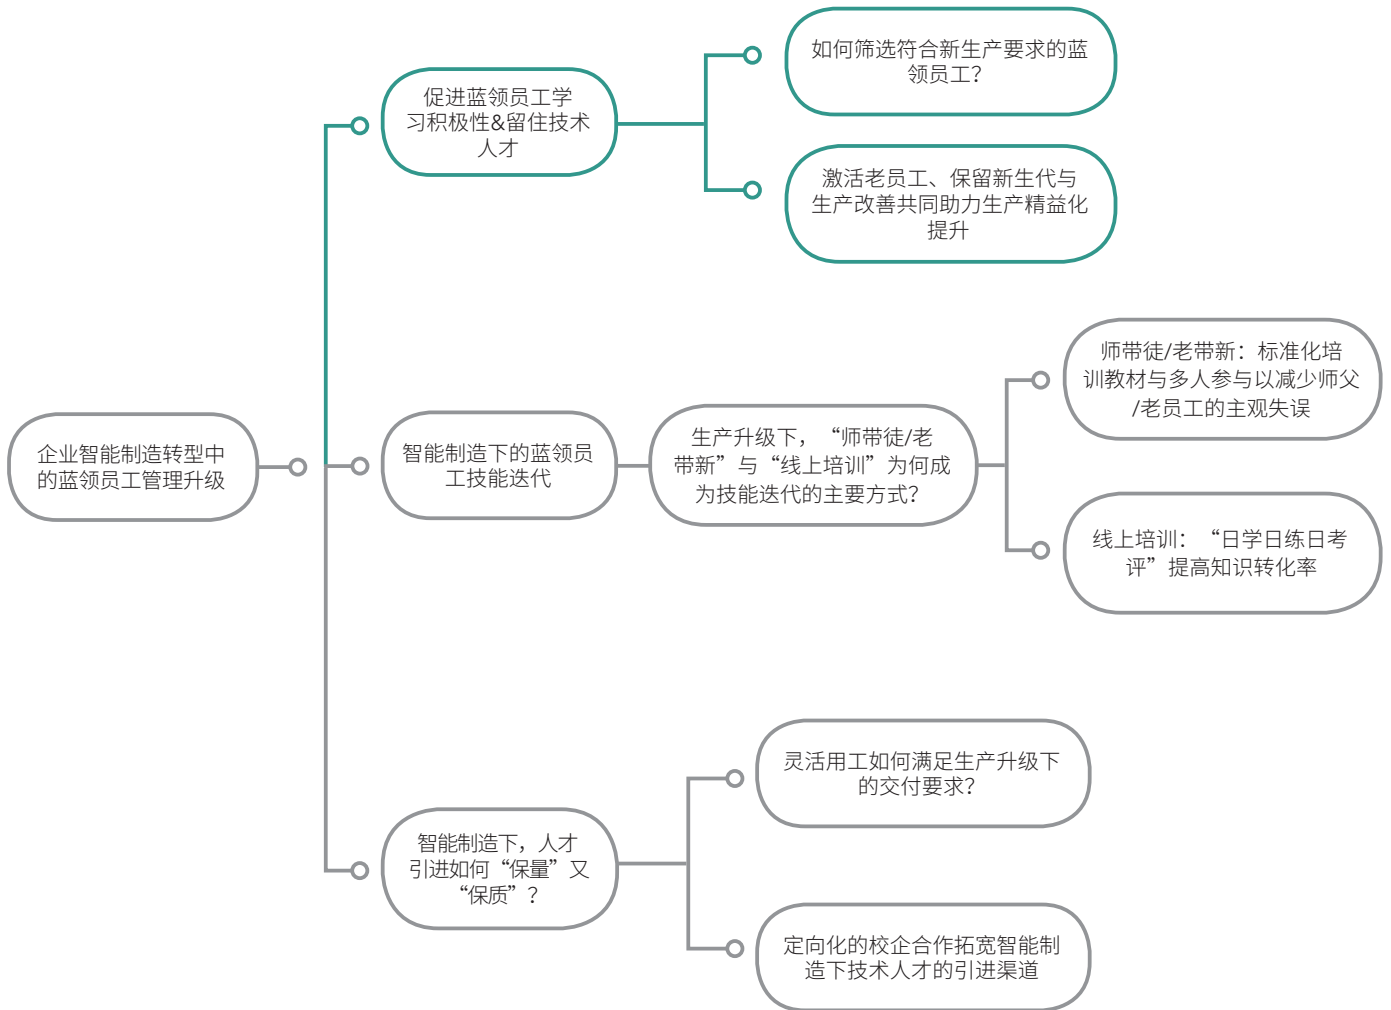 如何筛选符合新生产要求的蓝
领员工？
促进蓝领员工学
习积极性&留住技术
人才
激活老员工、保留新生代与
生产改善共同助力生产精益化
提升
师带徒/老带新：标准化培
训教材与多人参与以减少师父
/老员工的主观失误
企业智能制造转型中
的蓝领员工管理升级
智能制造下的蓝领员
工技能迭代
生产升级下，“师带徒/老
带新”与“线上培训”为何成
为技能迭代的主要方式？
线上培训：“日学日练日考
评”提高知识转化率
灵活用工如何满足生产升级下
的交付要求？
智能制造下，人才
引进如何“保量”又
“保质”？
定向化的校企合作拓宽智能制
造下技术人才的引进渠道